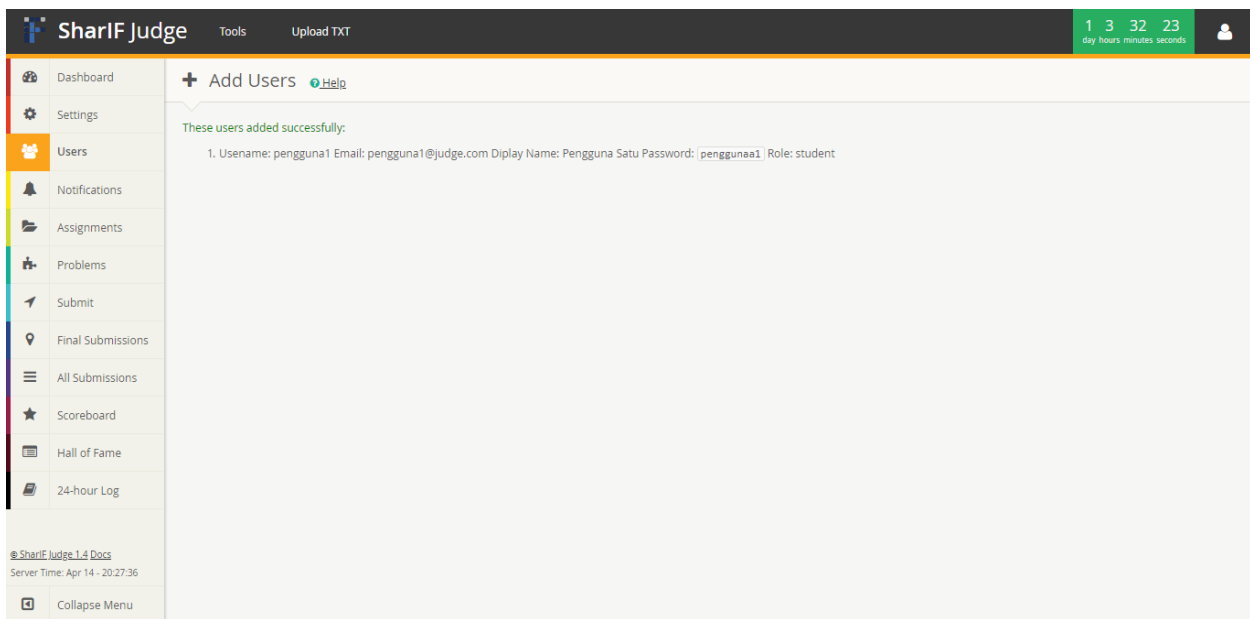 SharIF Judge Tools Upload TXT
1 3 32 23
day hours minutes seconds
Dashboard
Add Users Help
Settings
These users added successfully:
Users
1. Usename: pengguna1 Email: pengguna1@judge.com Diplay Name: Pengguna Satu Password: penggunaa1 Role: student
Notifications
Assignments
Problems
Submit
Final Submissions
All Submissions
Scoreboard
Hall of Fame
24-hour Log
© SharIF Judge 1.4 Docs
Server Time: Apr 14 - 20:27:36
Collapse Menu